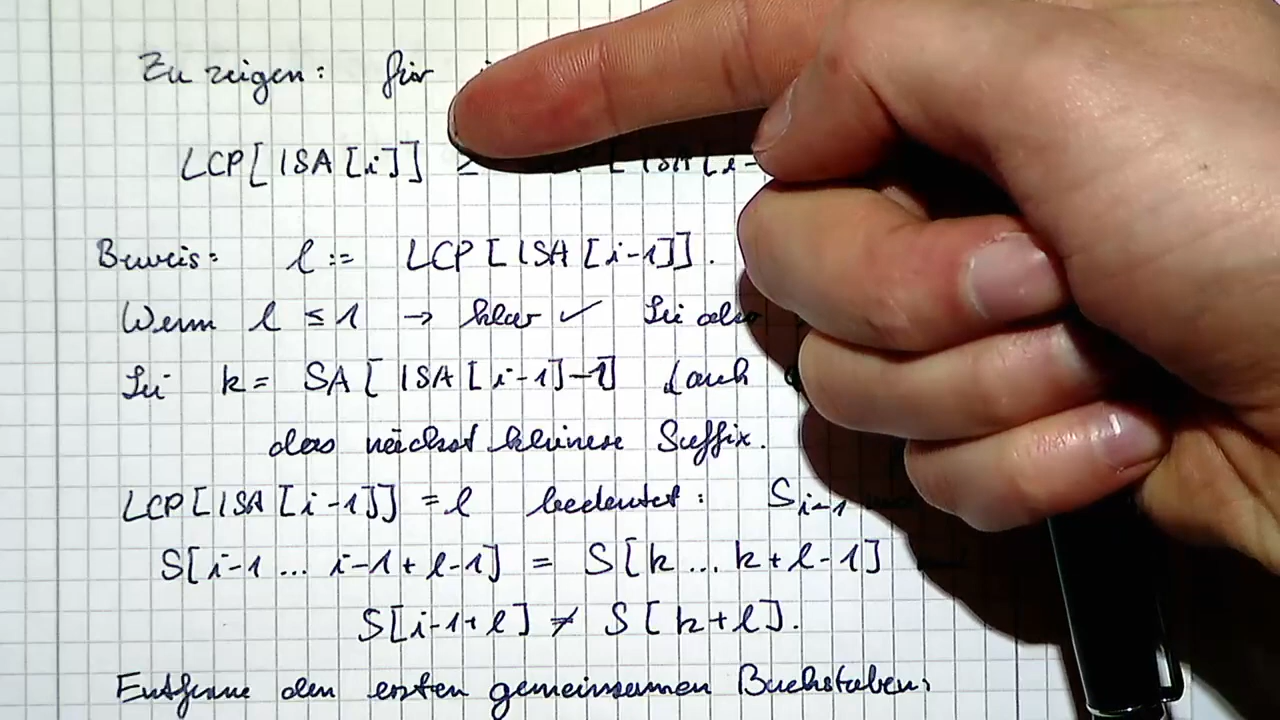 Zu zeigen: für
LCP[ISA[i]] ≥ [ISA[i-
Beweis: l := LCP[ISA[i-1]].
Wenn l ≤ 1 → klar ✓ Sei also
Sei k = SA[ISA[i-1]-1] (auch
das nächst kleinere Suffix.
LCP[ISA[i-1]] = l bedeutet: S_{i-1}
S[i-1 ... i-1+l-1] = S[k ... k+l-1]
S[i-1+l] ≠ S[k+l].
Entferne den ersten gemeinsamen Buchstaben: